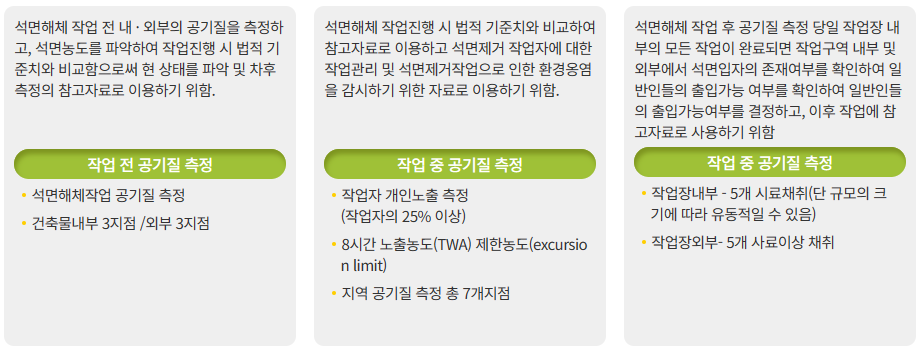 석면해체 작업 전 내 · 외부의 공기질을 측정하
고, 석면농도를 파악하여 작업진행 시 법적 기
준치와 비교함으로써 현 상태를 파악 및 차후
측정의 참고자료로 이용하기 위함.
작업 전 공기질 측정
• 석면해체작업 공기질 측정
• 건축물내부 3지점 /외부 3지점
석면해체 작업진행 시 법적 기준치와 비교하여
참고자료로 이용하고 석면제거 작업자에 대한
작업관리 및 석면제거작업으로 인한 환경옹염
을 감시하기 위한 자료로 이용하기 위함.
작업 중 공기질 측정
• 작업자 개인노출 측정
(작업자의 25% 이상)
• 8시간 노출농도(TWA) 제한농도(excursio
n limit)
• 지역 공기질 측정 총 7개지점
석면해체 작업 후 공기질 측정 당일 작업장 내
부의 모든 작업이 완료되면 작업구역 내부 및
외부에서 석면입자의 존재여부를 확인하여 일
반인들의 출입가능 여부를 확인하여 일반인들
의 출입가능여부를 결정하고, 이후 작업에 참
고자료로 사용하기 위함
작업 중 공기질 측정
• 작업장내부 - 5개 시료채취(단 규모의 크
기에 따라 유동적일 수 있음)
• 작업장외부- 5개 사료이상 채취